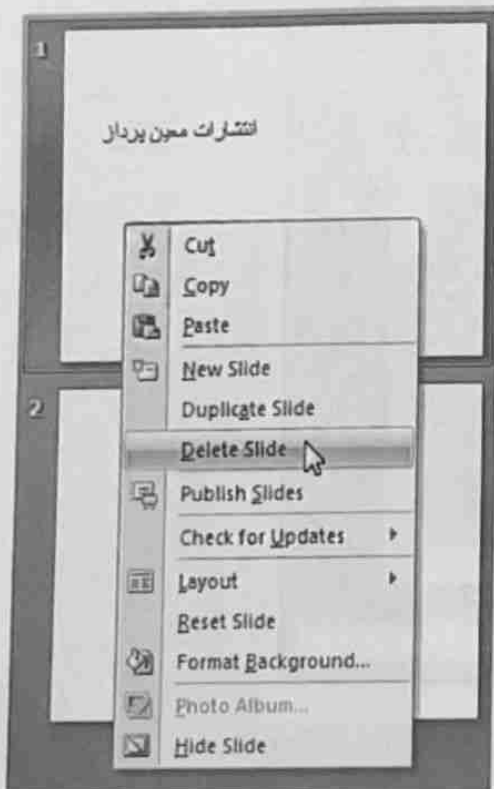 1
انتشارات معین پرداز
Cut
Copy
Paste
New Slide
Duplicate Slide
Delete Slide
Publish Slides
Check for Updates
Layout
Reset Slide
Format Background...
Photo Album...
Hide Slide
2